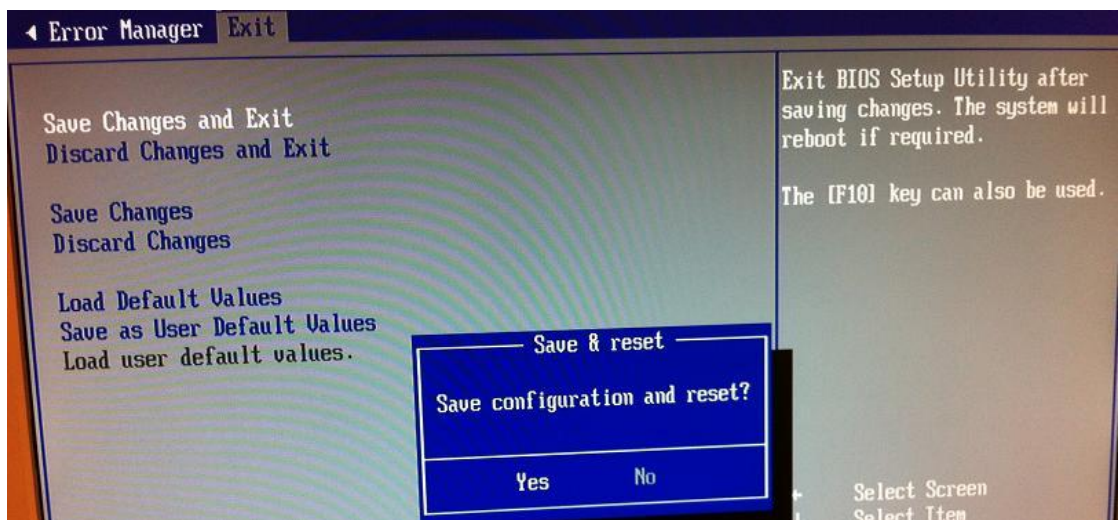 Error Manager Exit
Save Changes and Exit
Discard Changes and Exit
Save Changes
Discard Changes
Load Default Values
Save as User Default Values
Load user default values.
Exit BIOS Setup Utility after
saving changes. The system will
reboot if required.
The [F10] key can also be used.
Save & reset
Save configuration and reset?
Yes No
Select Screen
Select Item